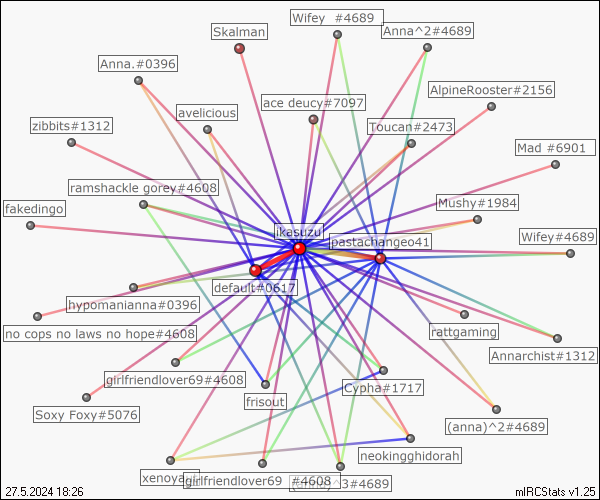 Wifey  #4689
Skalman
Anna^2#4689
Anna.#0396
AlpineRooster#2156
ace deucy#7097
avelicious
zibbits#1312
Toucan#2473
Mad #6901
ramshackle gorey#4608
Mushy#1984
fakedingo
ikasuzu
Wifey#4689
pastachangeo41
default#0617
hypomanianna#0396
no cops no laws no hope#4608
rattgaming
Annarchist#1312
girlfriendlover69#4608
Cypha#1717
frisout
Soxy Foxy#5076
(anna)^2#4689
neokingghidorah
xenoya
girlfriendlover69  #4608
^3#4689
27.5.2024 18:26
mIRCStats v1.25